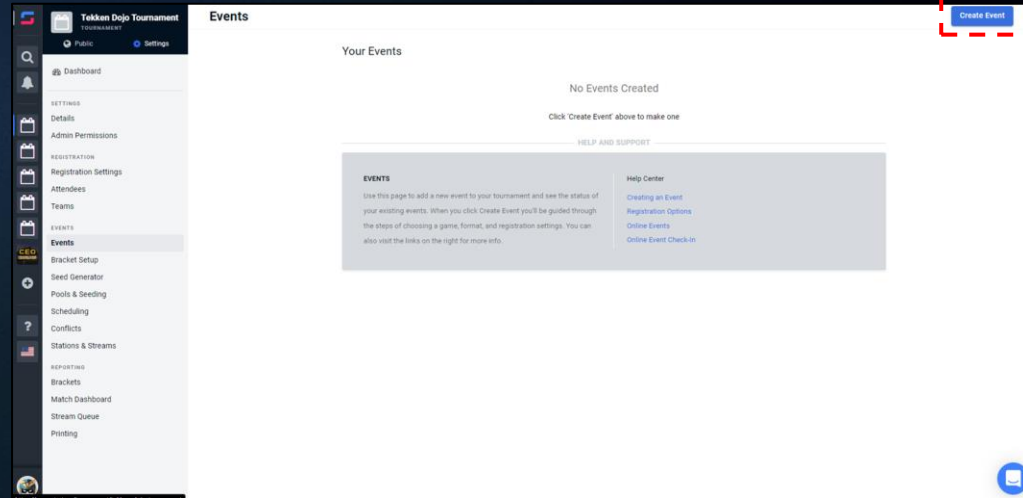 Tekken Dojo Tournament
TOURNAMENT
Public
Settings
Dashboard
SETTINGS
Details
Admin Permissions
REGISTRATION
Registration Settings
Attendees
Teams
EVENTS
Events
Bracket Setup
Seed Generator
Pools & Seeding
Scheduling
Conflicts
Stations & Streams
REPORTING
Brackets
Match Dashboard
Stream Queue
Printing
CEO
?
Events
Create Event
Your Events
No Events Created
Click 'Create Event' above to make one
HELP AND SUPPORT
EVENTS
Use this page to add a new event to your tournament and see the status of
your existing events. When you click Create Event you'll be guided through
the steps of choosing a game, format, and registration settings. You can
also visit the links on the right for more info.
Help Center
Creating an Event
Registration Options
Online Events
Online Event Check-In